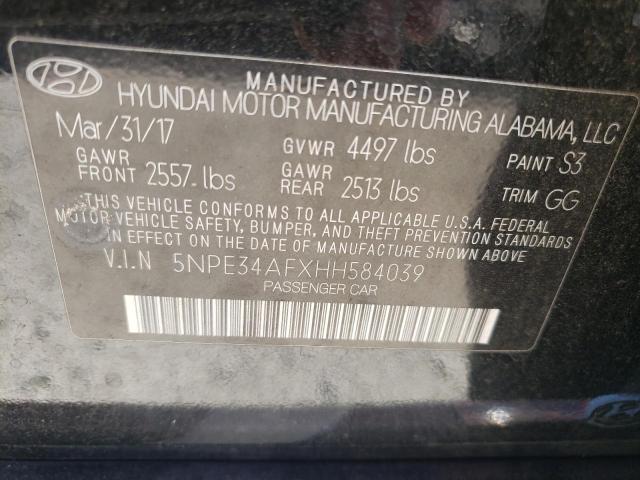 MANUFACTURED BY
HYUNDAI MOTOR MANUFACTURING ALABAMA, LLC
Mar/31/17 GVWR 4497 lbs PAINT S3
GAWR FRONT 2557 lbs GAWR REAR 2513 lbs TRIM GG
THIS VEHICLE CONFORMS TO ALL APPLICABLE U.S.A. FEDERAL
MOTOR VEHICLE SAFETY, BUMPER, AND THEFT PREVENTION STANDARDS
IN EFFECT ON THE DATE OF MANUFACTURE SHOWN ABOVE.
V.I.N 5NPE34AFXHH584039
PASSENGER CAR